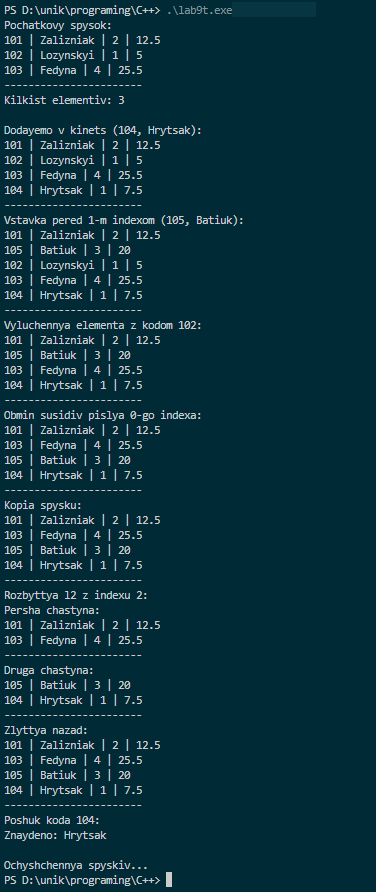 PS D:\unik\programing\C++> .\lab9t.exe
Pochatkovy spysok:
101 | Zalizniak | 2 | 12.5
102 | Lozynskyi | 1 | 5
103 | Fedyna | 4 | 25.5
-----------------------
Kilkist elementiv: 3
Dodayemo v kinets (104, Hrytsak):
101 | Zalizniak | 2 | 12.5
102 | Lozynskyi | 1 | 5
103 | Fedyna | 4 | 25.5
104 | Hrytsak | 1 | 7.5
-----------------------
Vstavka pered 1-m indexom (105, Batiuk):
101 | Zalizniak | 2 | 12.5
105 | Batiuk | 3 | 20
102 | Lozynskyi | 1 | 5
103 | Fedyna | 4 | 25.5
104 | Hrytsak | 1 | 7.5
-----------------------
Vyluchennya elementa z kodom 102:
101 | Zalizniak | 2 | 12.5
105 | Batiuk | 3 | 20
103 | Fedyna | 4 | 25.5
104 | Hrytsak | 1 | 7.5
-----------------------
Obmin susidiv pislya 0-go indexa:
101 | Zalizniak | 2 | 12.5
103 | Fedyna | 4 | 25.5
105 | Batiuk | 3 | 20
104 | Hrytsak | 1 | 7.5
-----------------------
Kopia spysku:
101 | Zalizniak | 2 | 12.5
103 | Fedyna | 4 | 25.5
105 | Batiuk | 3 | 20
104 | Hrytsak | 1 | 7.5
-----------------------
Rozbyttya l2 z indexu 2:
Persha chastyna:
101 | Zalizniak | 2 | 12.5
103 | Fedyna | 4 | 25.5
-----------------------
Druga chastyna:
105 | Batiuk | 3 | 20
104 | Hrytsak | 1 | 7.5
-----------------------
Zlyttya nazad:
101 | Zalizniak | 2 | 12.5
103 | Fedyna | 4 | 25.5
105 | Batiuk | 3 | 20
104 | Hrytsak | 1 | 7.5
-----------------------
Poshuk koda 104:
Znaydeno: Hrytsak
Ochyshchennya spyskiv...
PS D:\unik\programing\C++>